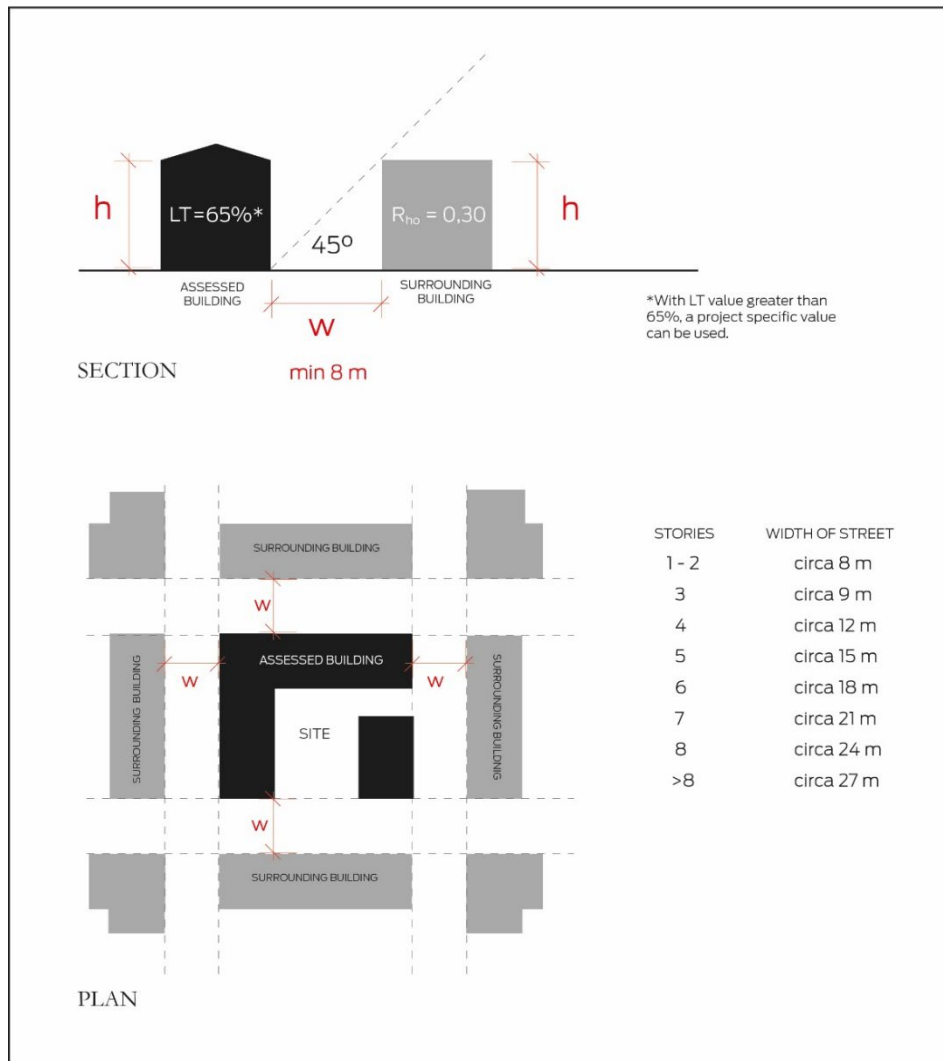 h
LT=65%*
45º
Rho = 0,30
h
ASSESSED
BUILDING
SURROUNDING
BUILDING
w
min 8 m
*With LT value greater than
65%, a project specific value
can be used.
SECTION
SURROUNDING BUILDING
w
ASSESSED BUILDING
SURROUNDING BUILDING
w
w
SURROUNDING BUILDNIG
SITE
w
SURROUNDING BUILDING
STORIES WIDTH OF STREET
1 - 2 circa 8 m
3 circa 9 m
4 circa 12 m
5 circa 15 m
6 circa 18 m
7 circa 21 m
8 circa 24 m
>8 circa 27 m
PLAN